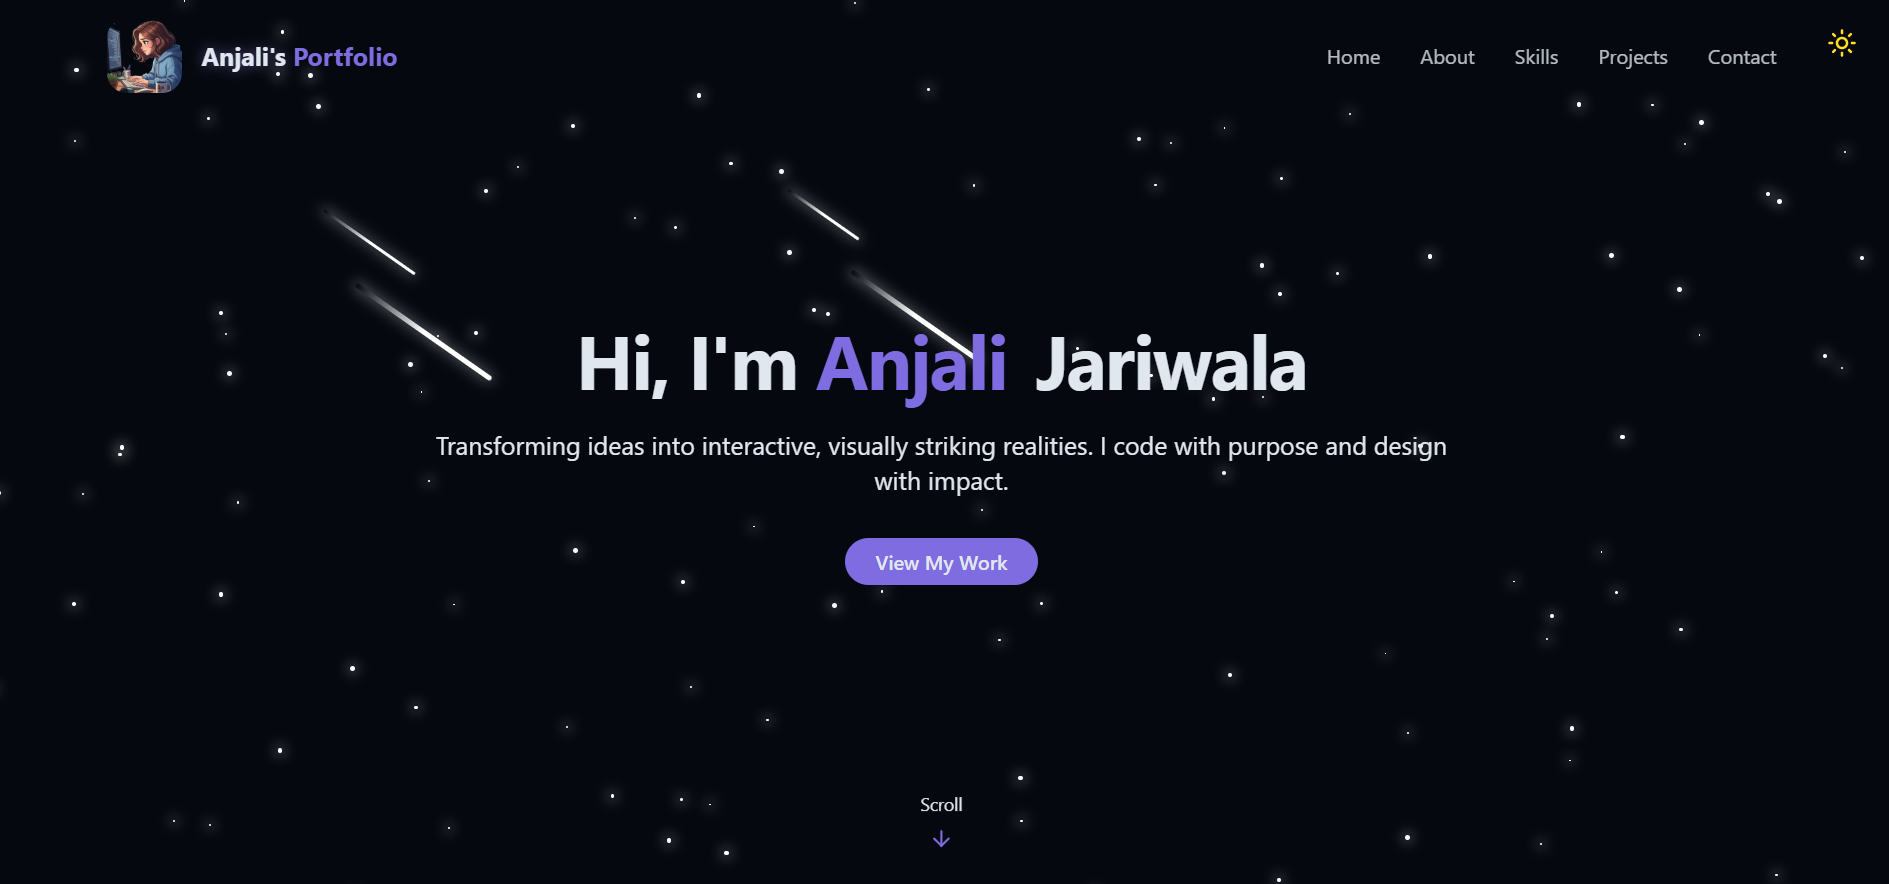 Anjali's Portfolio
Home About Skills Projects Contact
Hi, I'm Anjali Jariwala
Transforming ideas into interactive, visually striking realities. I code with purpose and design
with impact.
View My Work
Scroll